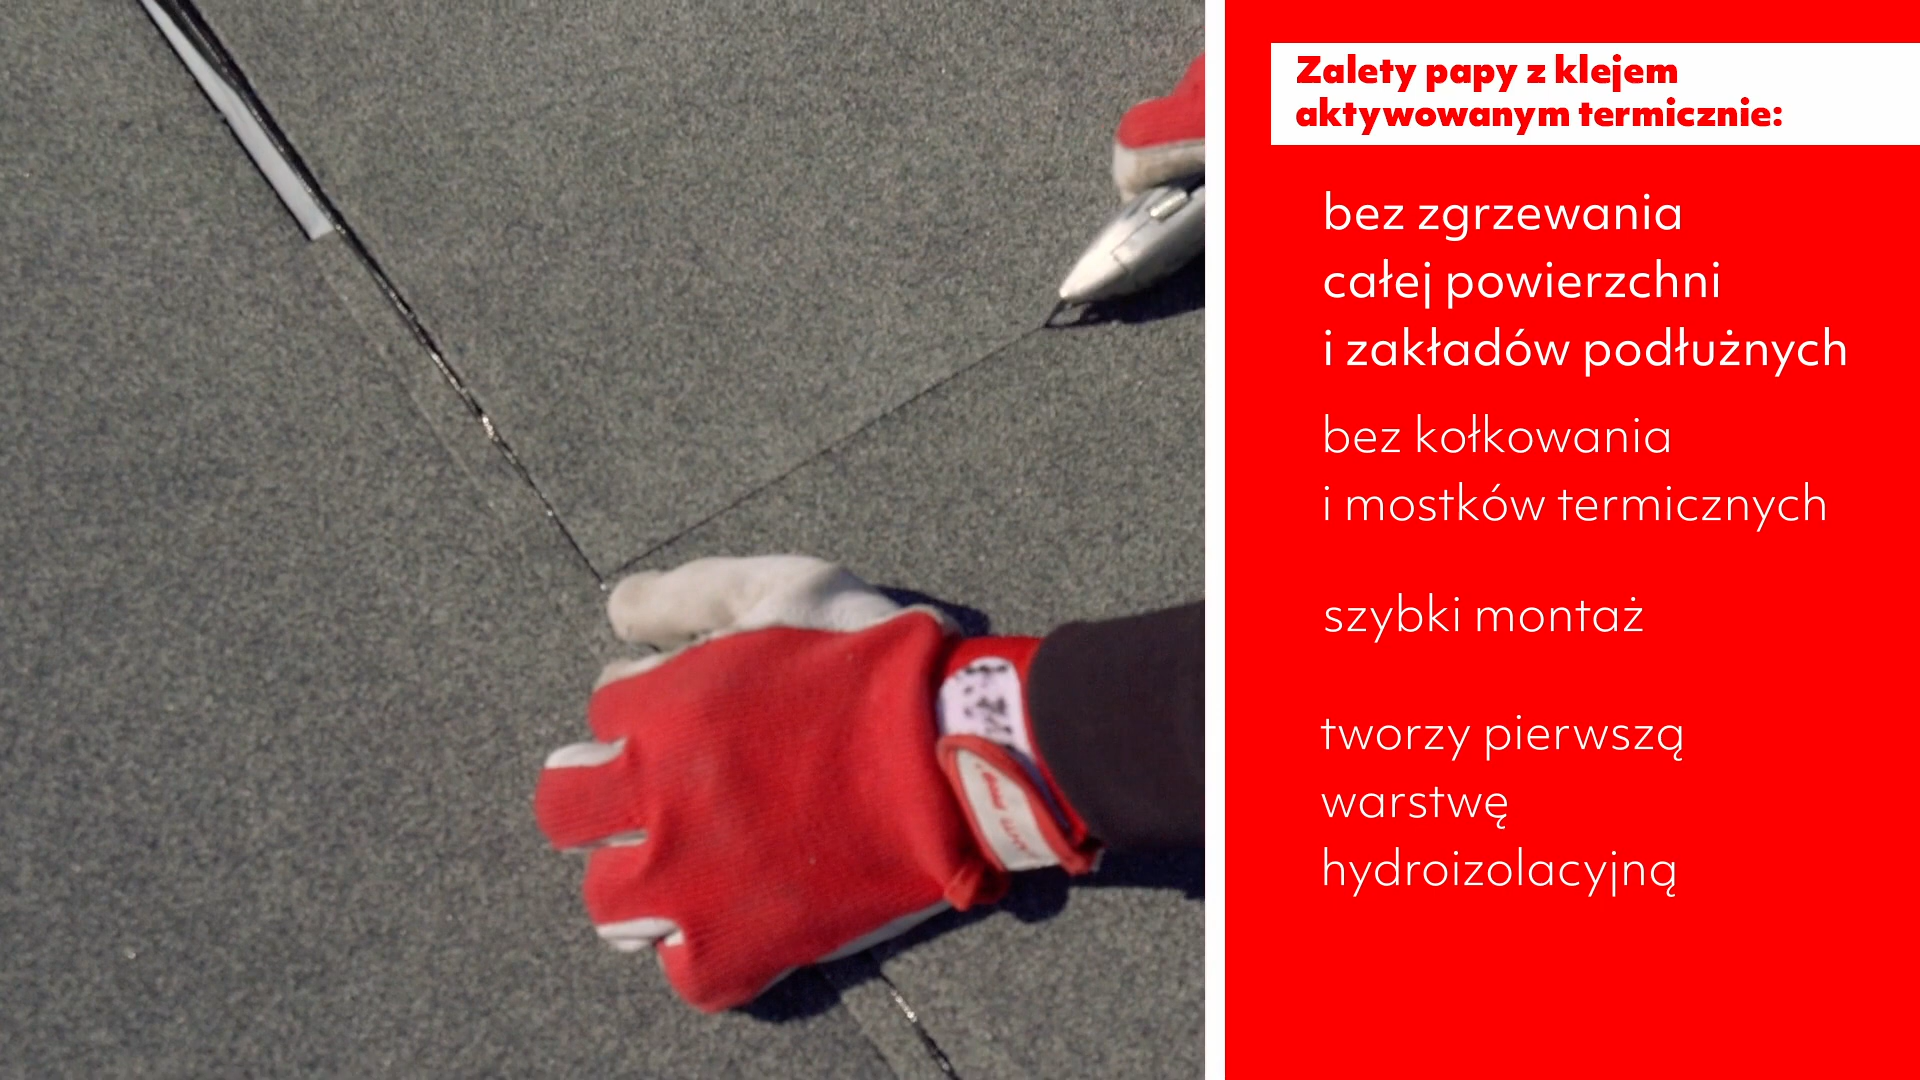 Zalety papy z klejem
aktywowanym termicznie:
bez zgrzewania
całej powierzchni
i zakładów podłużnych
bez kołkowania
i mostków termicznych
szybki montaż
tworzy pierwszą
warstwę
hydroizolacyjną